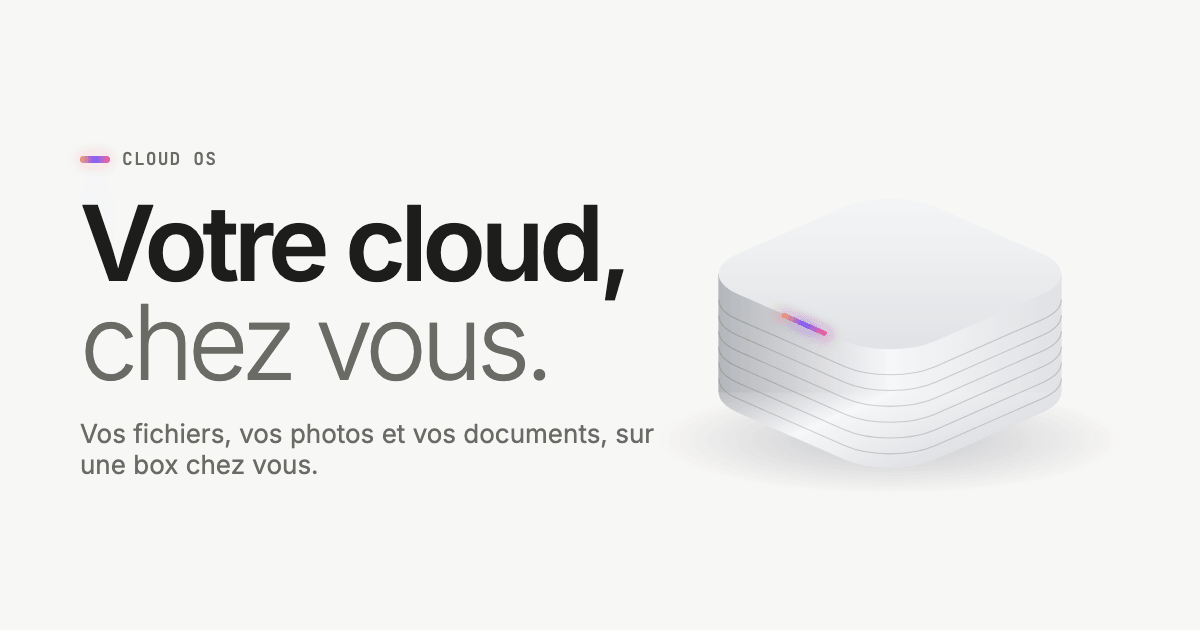 CLOUD OS
Votre cloud,
chez vous.
Vos fichiers, vos photos et vos documents, sur
une box chez vous.